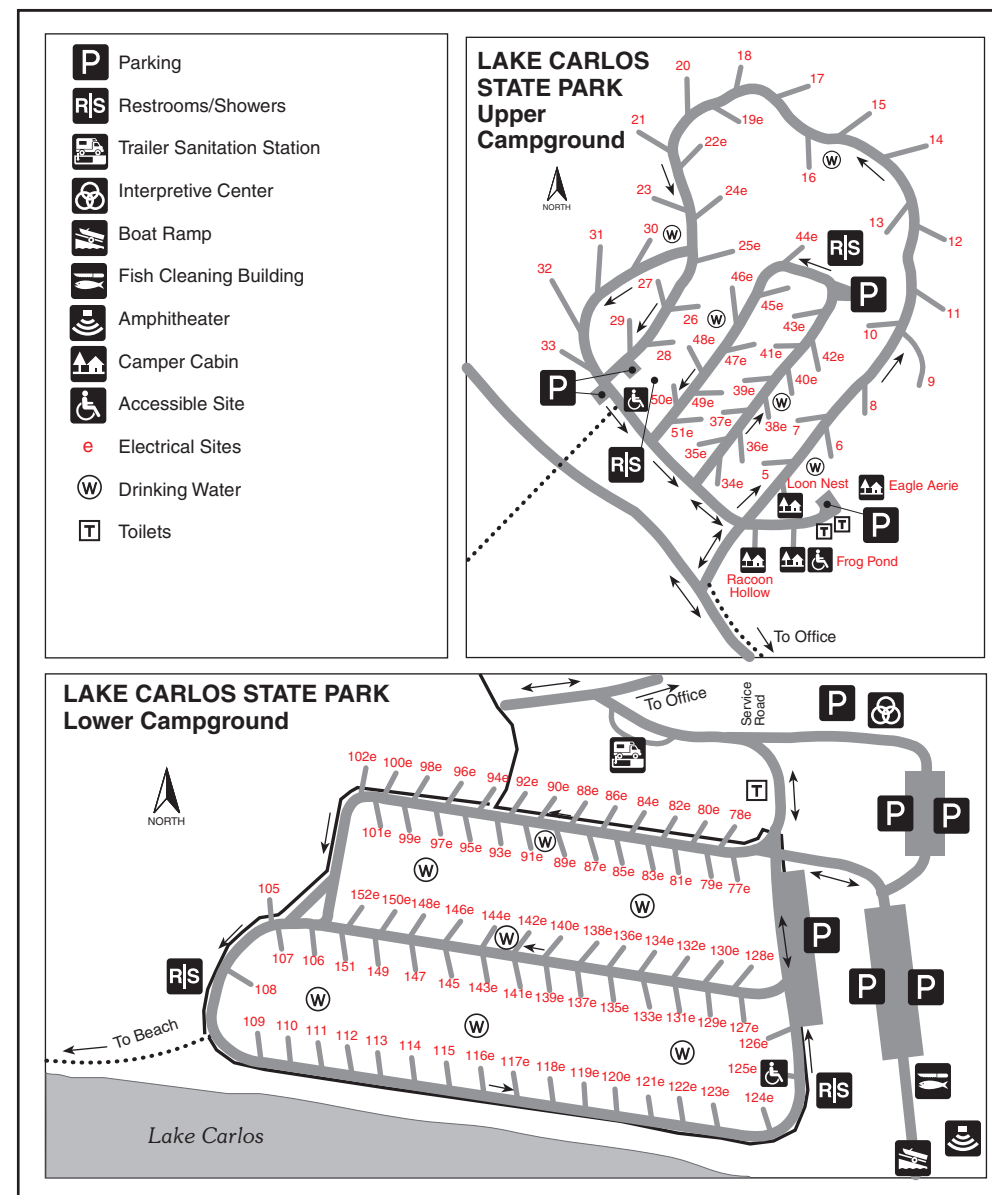 P Parking
R|S Restrooms/Showers
Trailer Sanitation Station
Interpretive Center
Boat Ramp
Fish Cleaning Building
Amphitheater
Camper Cabin
Accessible Site
e Electrical Sites
W Drinking Water
T Toilets
LAKE CARLOS
STATE PARK
Upper
Campground
NORTH
18
20
17
19e
15
21
22e
14
16
W
23
24e
13
12
30
W
31
25e
44e
R|S
32
27
46e
P
45e
11
29
26
W
43e
10
33
48e
28
47e
41e
42e
9
P
39e
40e
50e
49e
W
8
37e
38e
7
51e
35e
36e
6
R|S
34e
5
W
Loon Nest
Eagle Aerie
T
T
P
Frog Pond
Racoon
Hollow
To Office
LAKE CARLOS STATE PARK
Lower Campground
NORTH
To Office
Service
Road
P
T
P
P
102e
100e
98e
96e
94e
92e
90e
88e
86e
84e
82e
80e
78e
101e
99e
97e
95e
93e
91e
W
89e
87e
85e
83e
81e
79e
77e
W
W
105
152e
150e
148e
146e
144e
142e
140e
138e
136e
134e
132e
130e
128e
W
P
107
106
151
149
147
145
143e
141e
139e
137e
135e
133e
131e
129e
127e
126e
R|S
108
P
P
W
W
W
To Beach
109
110
111
112
113
114
115
116e
117e
118e
119e
120e
121e
122e
123e
124e
125e
R|S
Lake Carlos